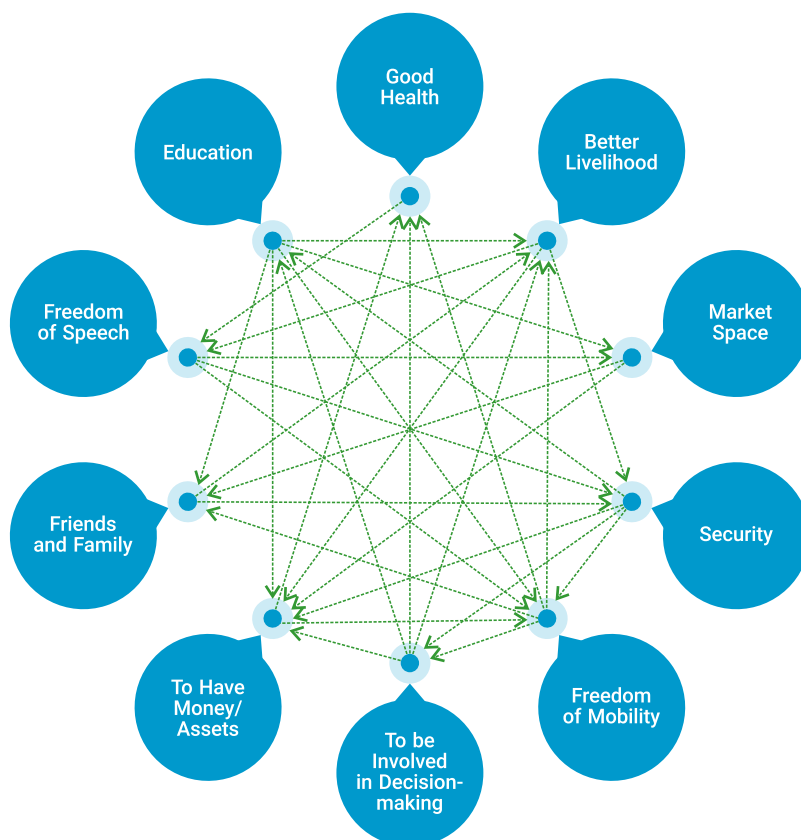 Good
Health
Education
Better
Livelihood
Freedom
of Speech
Market
Space
Friends
and Family
Security
To Have
Money/
Assets
To be
Involved
in Decision-
making
Freedom
of Mobility